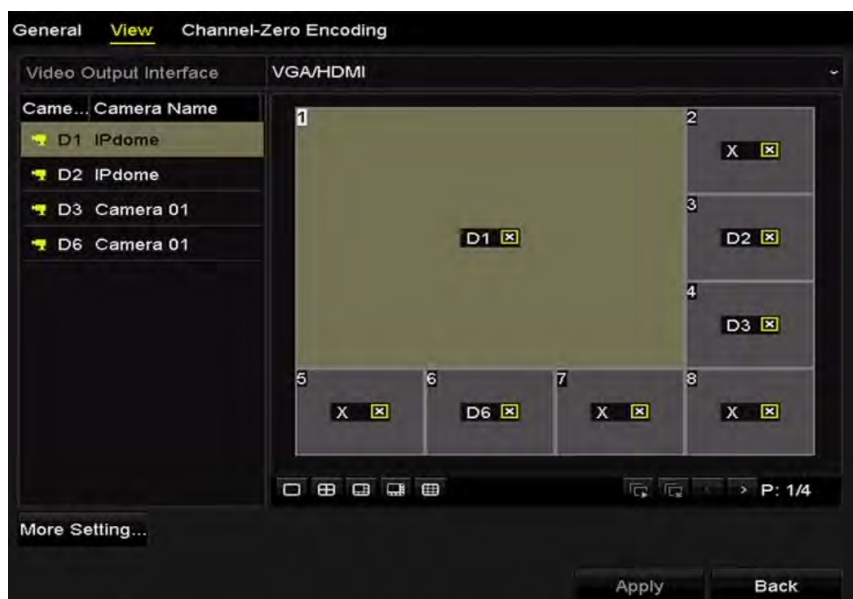 General View Channel-Zero Encoding
Video Output Interface VGA/HDMI
Came... Camera Name
D1 IPdome
D2 IPdome
D3 Camera 01
D6 Camera 01
1
D1
2
X
3
D2
4
D3
5
X
6
D6
7
X
8
X
P: 1/4
More Setting...
Apply Back